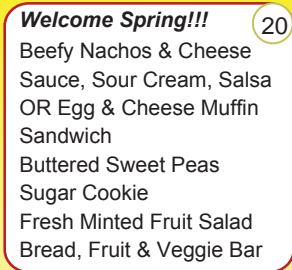 Welcome Spring!!! 20
Beefy Nachos & Cheese
Sauce, Sour Cream, Salsa
OR Egg & Cheese Muffin
Sandwich
Buttered Sweet Peas
Sugar Cookie
Fresh Minted Fruit Salad
Bread, Fruit & Veggie Bar